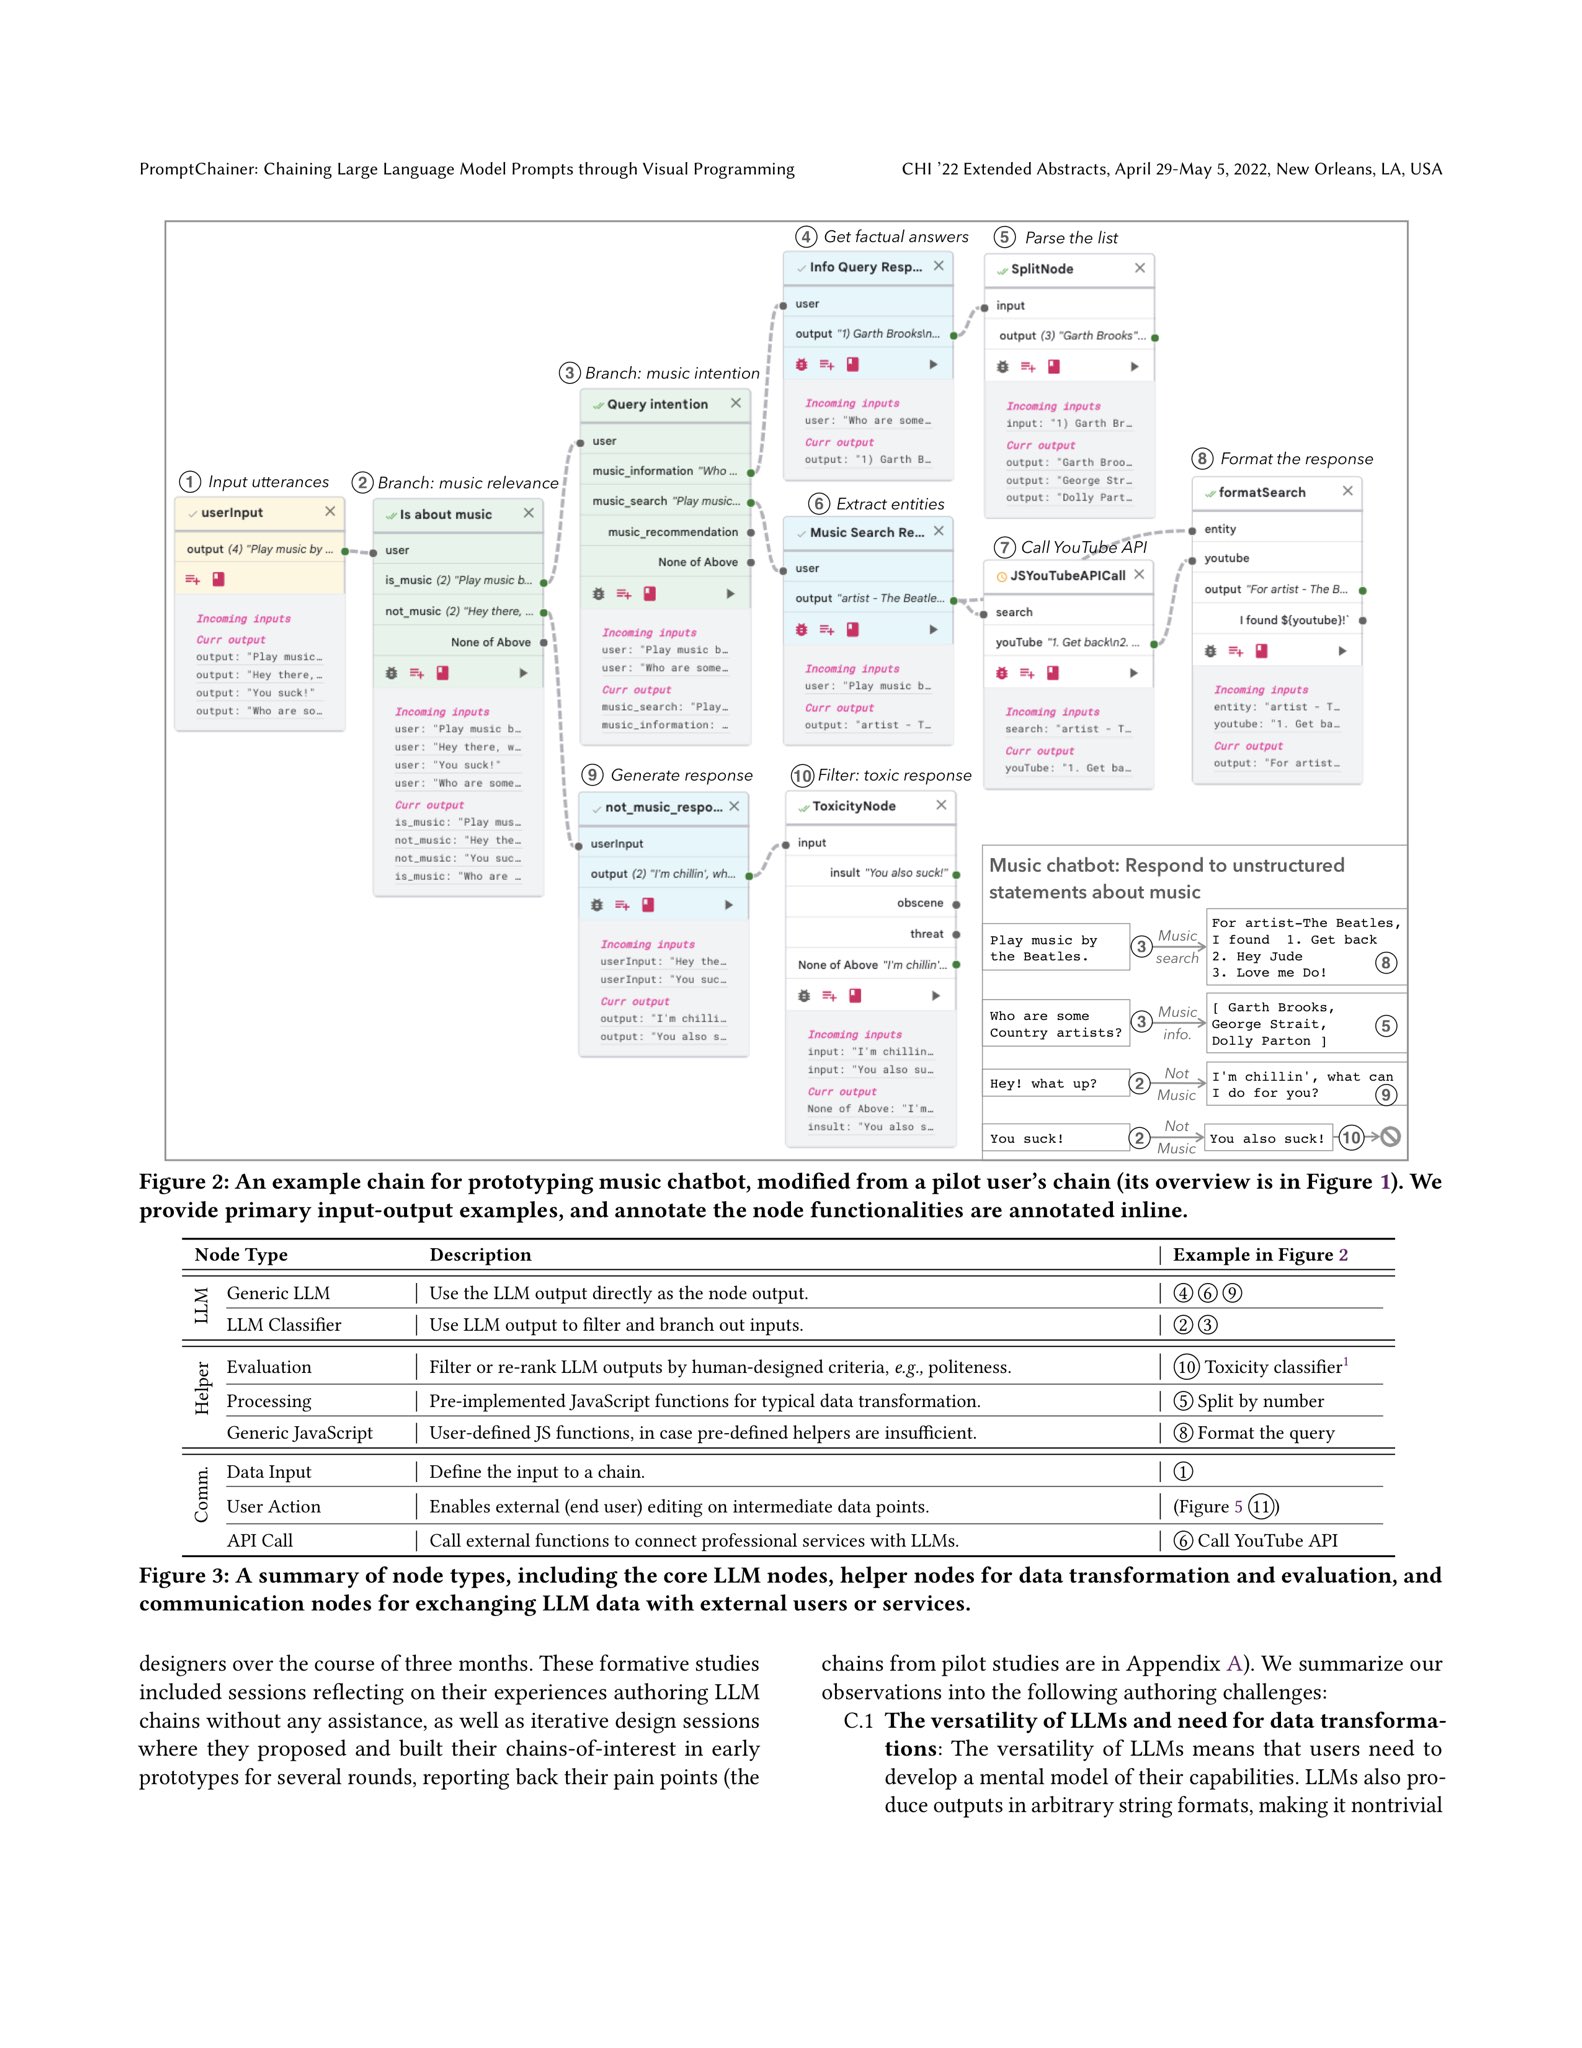 PromptChainer: Chaining Large Language Model Prompts through Visual Programming
CHI '22 Extended Abstracts, April 29-May 5, 2022, New Orleans, LA, USA
① Input utterances
userInput
output (4) "Play music by ...
Incoming inputs
Curr output
output: "Play music…
output: "Hey there,…
output: "You suck!"
output: "Who are so…
② Branch: music relevance
Is about music
user
is_music (2) "Play music b...
not_music (2) "Hey there, ...
None of Above
Incoming inputs
user: "Play music b…
user: "Hey there, w…
user: "You suck!"
user: "Who are some…
Curr output
is_music: "Play mus…
not_music: "Hey the…
not_music: "You suc…
is_music: "Who are …
③ Branch: music intention
Query intention
user
music_information "Who ...
music_search "Play music...
music_recommendation
None of Above
Incoming inputs
user: "Play music b…
user: "Who are some…
Curr output
music_search: "Play…
music_information: …
④ Get factual answers
Info Query Resp...
user
output "1) Garth Brooks\n...
Incoming inputs
user: "Who are some…
Curr output
output: "1) Garth B…
⑤ Parse the list
SplitNode
input
output (3) "Garth Brooks"...
Incoming inputs
input: "1) Garth Br…
Curr output
output: "Garth Broo…
output: "George Str…
output: "Dolly Part…
⑥ Extract entities
Music Search Re...
user
output "artist - The Beatle...
Incoming inputs
user: "Play music b…
Curr output
output: "artist - T…
⑦ Call YouTube API
JSYouTubeAPICall
search
youTube "1. Get back\n2. ...
Incoming inputs
search: "artist - T…
Curr output
youTube: "1. Get ba…
⑧ Format the response
formatSearch
entity
youtube
output "For artist - The B...
I found ${youtube}!`
Incoming inputs
entity: "artist - T…
youtube: "1. Get ba…
Curr output
output: "For artist…
⑨ Generate response
not_music_respo...
userInput
output (2) "I'm chillin', wh...
Incoming inputs
userInput: "Hey the…
userInput: "You suc…
Curr output
output: "I'm chilli…
output: "You also s…
⑩ Filter: toxic response
ToxicityNode
input
insult "You also suck!"
obscene
threat
None of Above "I'm chillin'...
Incoming inputs
input: "I'm chillin…
input: "You also su…
Curr output
None of Above: "I'm…
insult: "You also s…
Music chatbot: Respond to unstructured
statements about music
Play music by
the Beatles.
③ Music
search
For artist-The Beatles,
I found 1. Get back
2. Hey Jude
3. Love me Do!
⑧
Who are some
Country artists?
③ Music
info.
[ Garth Brooks,
George Strait,
Dolly Parton ]
⑤
Hey! what up?
② Not
Music
I'm chillin', what can
I do for you?
⑨
You suck!
② Not
Music
You also suck!
⑩
Figure 2: An example chain for prototyping music chatbot, modified from a pilot user's chain (its overview is in Figure 1). We
provide primary input-output examples, and annotate the node functionalities are annotated inline.
Node Type | Description | Example in Figure 2
LLM
Generic LLM | Use the LLM output directly as the node output. | ④ ⑥ ⑨
LLM Classifier | Use LLM output to filter and branch out inputs. | ② ③
Helper
Evaluation | Filter or re-rank LLM outputs by human-designed criteria, e.g., politeness. | ⑩ Toxicity classifier1
Processing | Pre-implemented JavaScript functions for typical data transformation. | ⑤ Split by number
Generic JavaScript | User-defined JS functions, in case pre-defined helpers are insufficient. | ⑧ Format the query
Comm.
Data Input | Define the input to a chain. | ①
User Action | Enables external (end user) editing on intermediate data points. | (Figure 5 ⑪)
API Call | Call external functions to connect professional services with LLMs. | ⑥ Call YouTube API
Figure 3: A summary of node types, including the core LLM nodes, helper nodes for data transformation and evaluation, and
communication nodes for exchanging LLM data with external users or services.
designers over the course of three months. These formative studies
included sessions reflecting on their experiences authoring LLM
chains without any assistance, as well as iterative design sessions
where they proposed and built their chains-of-interest in early
prototypes for several rounds, reporting back their pain points (the
chains from pilot studies are in Appendix A). We summarize our
observations into the following authoring challenges:
C.1 The versatility of LLMs and need for data transforma-
tions: The versatility of LLMs means that users need to
develop a mental model of their capabilities. LLMs also pro-
duce outputs in arbitrary string formats, making it nontrivial